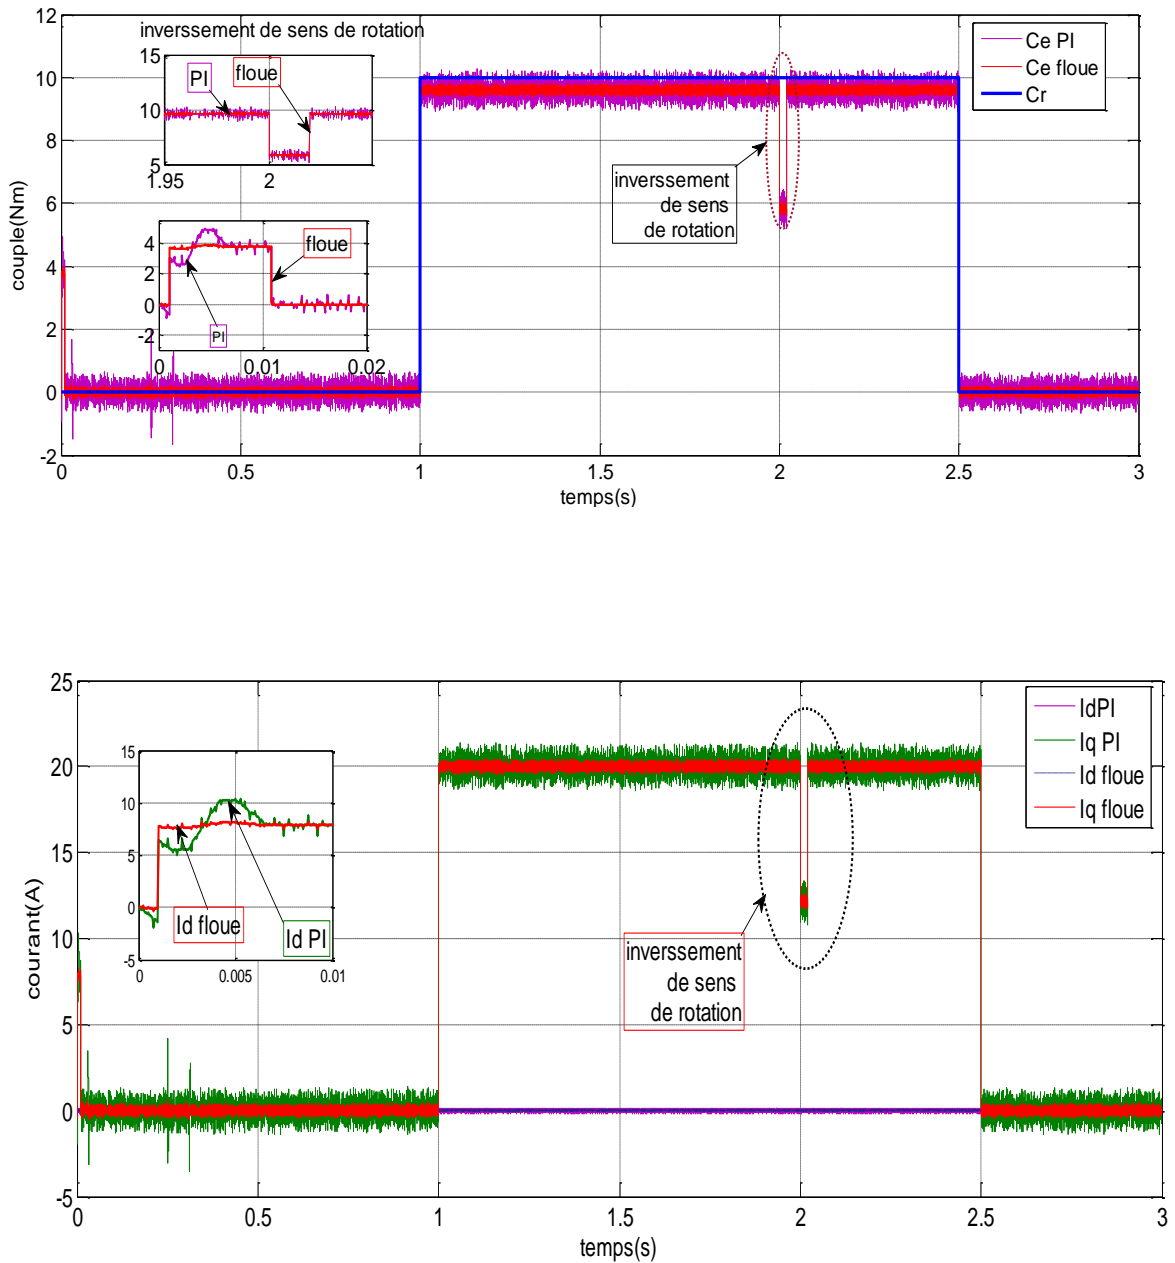 inverssement de sens de rotation
12
10
8
6
4
2
0
-2
couple(Nm)
15
10
5
1.95
2
PI
floue
4
2
0
-2
0
0.01
0.02
floue
PI
inverssement
de sens
de rotation
Ce PI
Ce floue
Cr
0
0.5
1
1.5
2
2.5
3
temps(s)
25
20
15
10
5
0
-5
courant(A)
15
10
5
0
-5
0
0.005
0.01
Id floue
Id PI
inverssement
de sens
de rotation
IdPI
Iq PI
Id floue
Iq floue
0
0.5
1
1.5
2
2.5
3
temps(s)